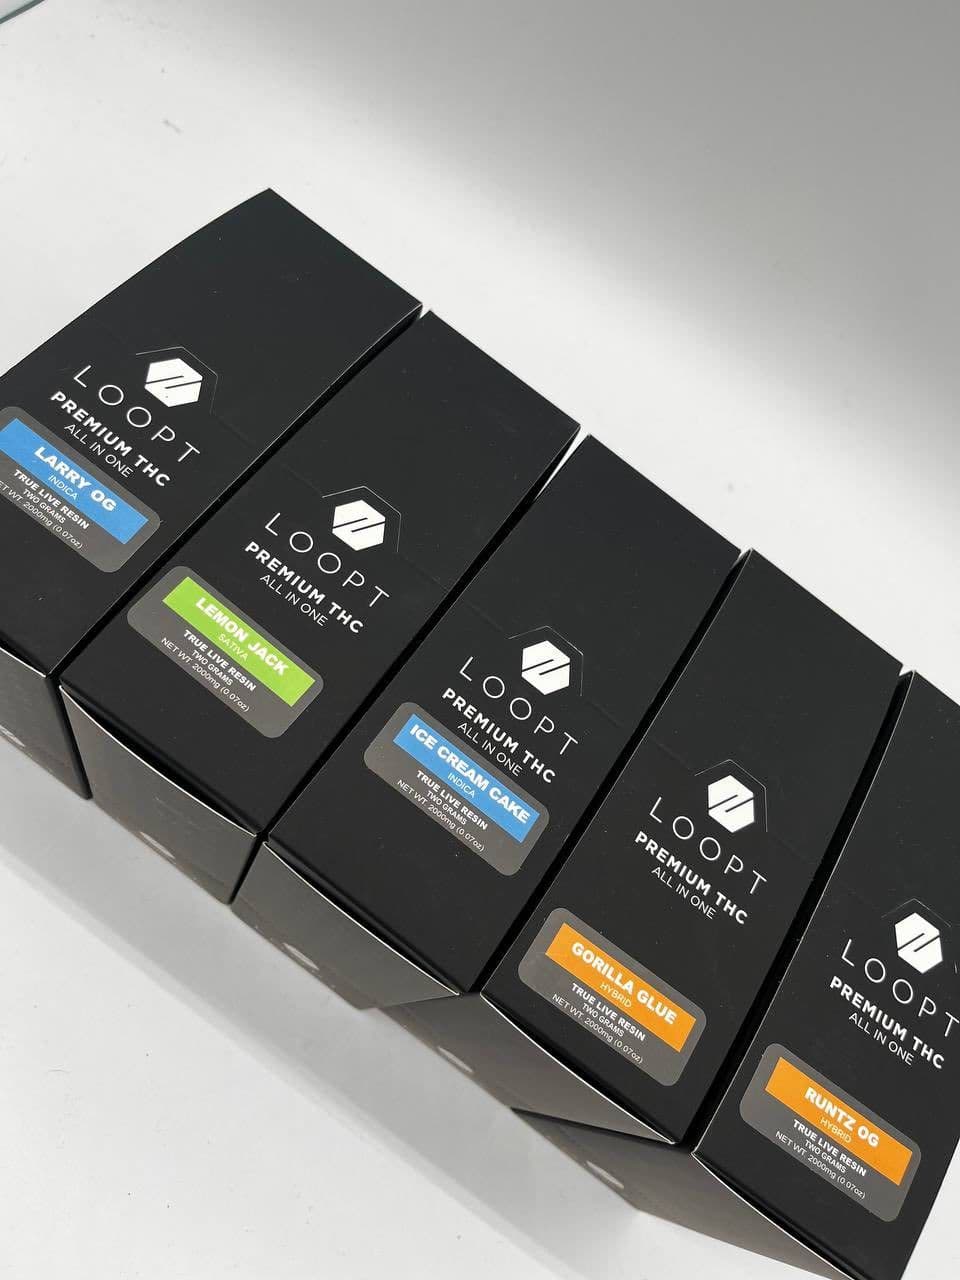 LOOPT
PREMIUM THC
ALL IN ONE
LARRY OG
INDICA
TRUE LIVE RESIN
TWO GRAMS
NET WT. 2000mg (0.07oz)
LOOPT
PREMIUM THC
ALL IN ONE
LEMON JACK
SATIVA
TRUE LIVE RESIN
TWO GRAMS
NET WT. 2000mg (0.07oz)
LOOPT
PREMIUM THC
ALL IN ONE
ICE CREAM CAKE
INDICA
TRUE LIVE RESIN
TWO GRAMS
NET WT. 2000mg (0.07oz)
LOOPT
PREMIUM THC
ALL IN ONE
GORILLA GLUE
HYBRID
TRUE LIVE RESIN
TWO GRAMS
NET WT. 2000mg (0.07oz)
LOOPT
PREMIUM THC
ALL IN ONE
RUNTZ OG
HYBRID
TRUE LIVE RESIN
TWO GRAMS
NET WT. 2000mg (0.07oz)